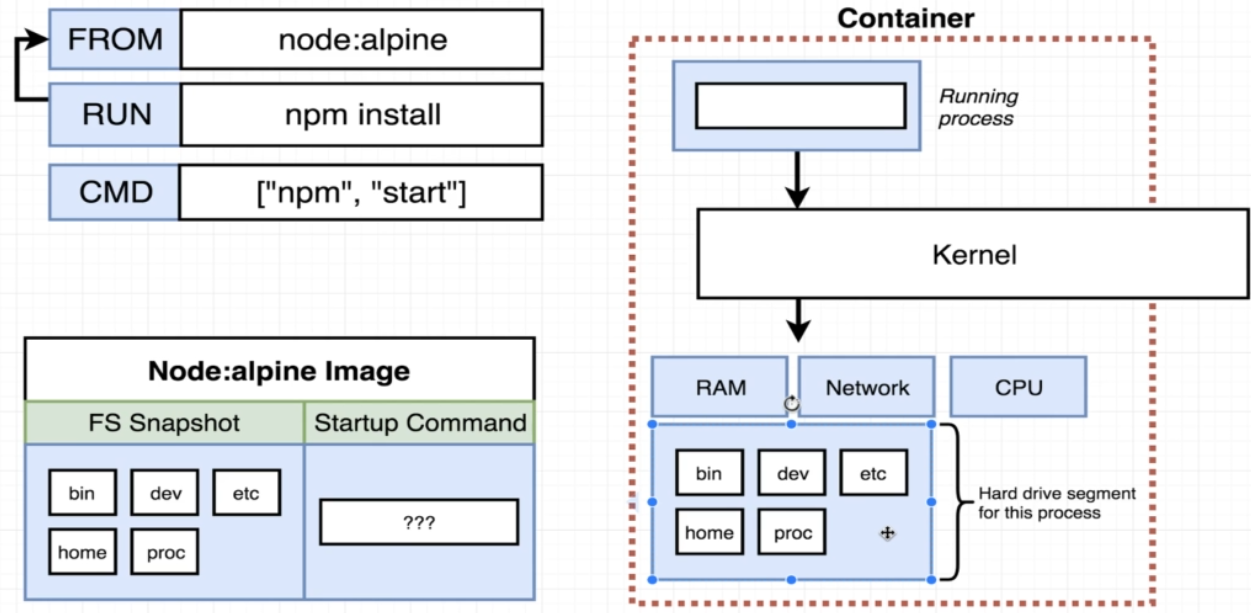 FROM node:alpine
RUN npm install
CMD ["npm", "start"]
Node:alpine Image
FS Snapshot Startup Command
bin dev etc
???
home proc
Container
Running
process
Kernel
RAM Network CPU
bin dev etc
home proc
Hard drive segment
for this process